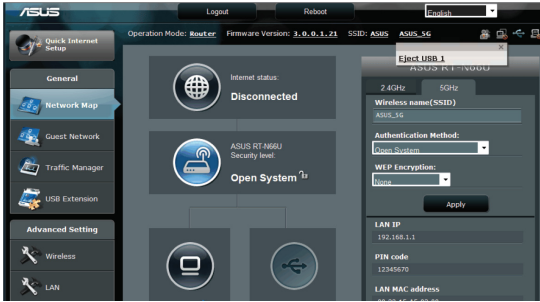 ASUS
Logout
Reboot
English
Quick Internet
Setup
Operation Mode: Router Firmware Version: 3.0.0.1.21 SSID: ASUS ASUS_5G
Eject USB 1
General
Network Map
Guest Network
Traffic Manager
USB Extension
Advanced Setting
Wireless
LAN
Internet status:
Disconnected
ASUS RT-N66U
Security level:
Open System
ASUS RT-N66U
2.4GHz
5GHz
Wireless name(SSID)
ASUS_5G
Authentication Method:
Open System
WEP Encryption:
None
Apply
LAN IP
192.168.1.1
PIN code
12345670
LAN MAC address